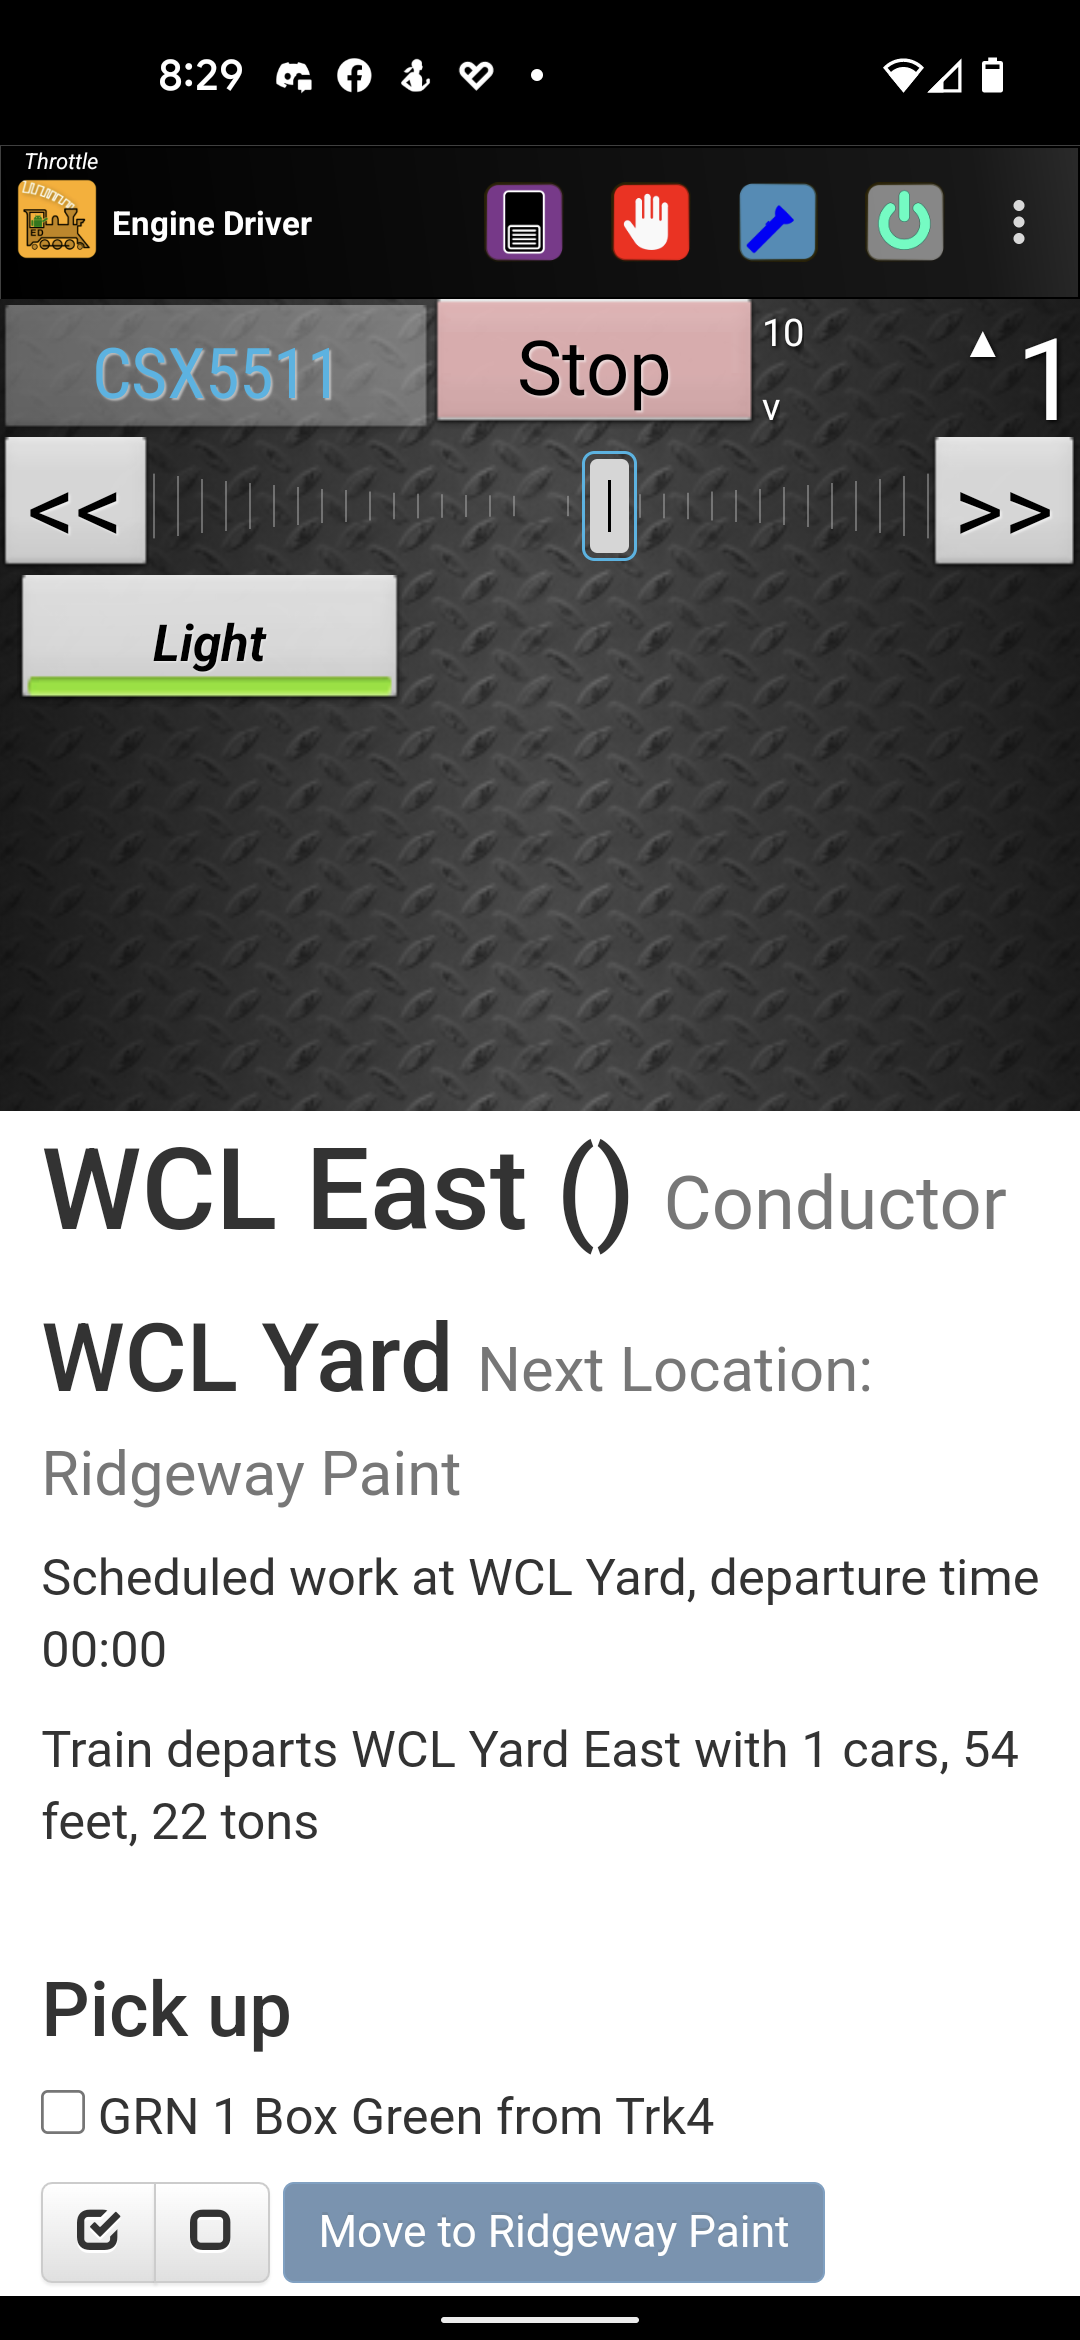 8:29
Throttle
Engine Driver
CSX5511 Stop 10 v ▲ 1
<< >>
Light
WCL East () Conductor
WCL Yard Next Location:
Ridgeway Paint
Scheduled work at WCL Yard, departure time
00:00
Train departs WCL Yard East with 1 cars, 54
feet, 22 tons
Pick up
GRN 1 Box Green from Trk4
Move to Ridgeway Paint